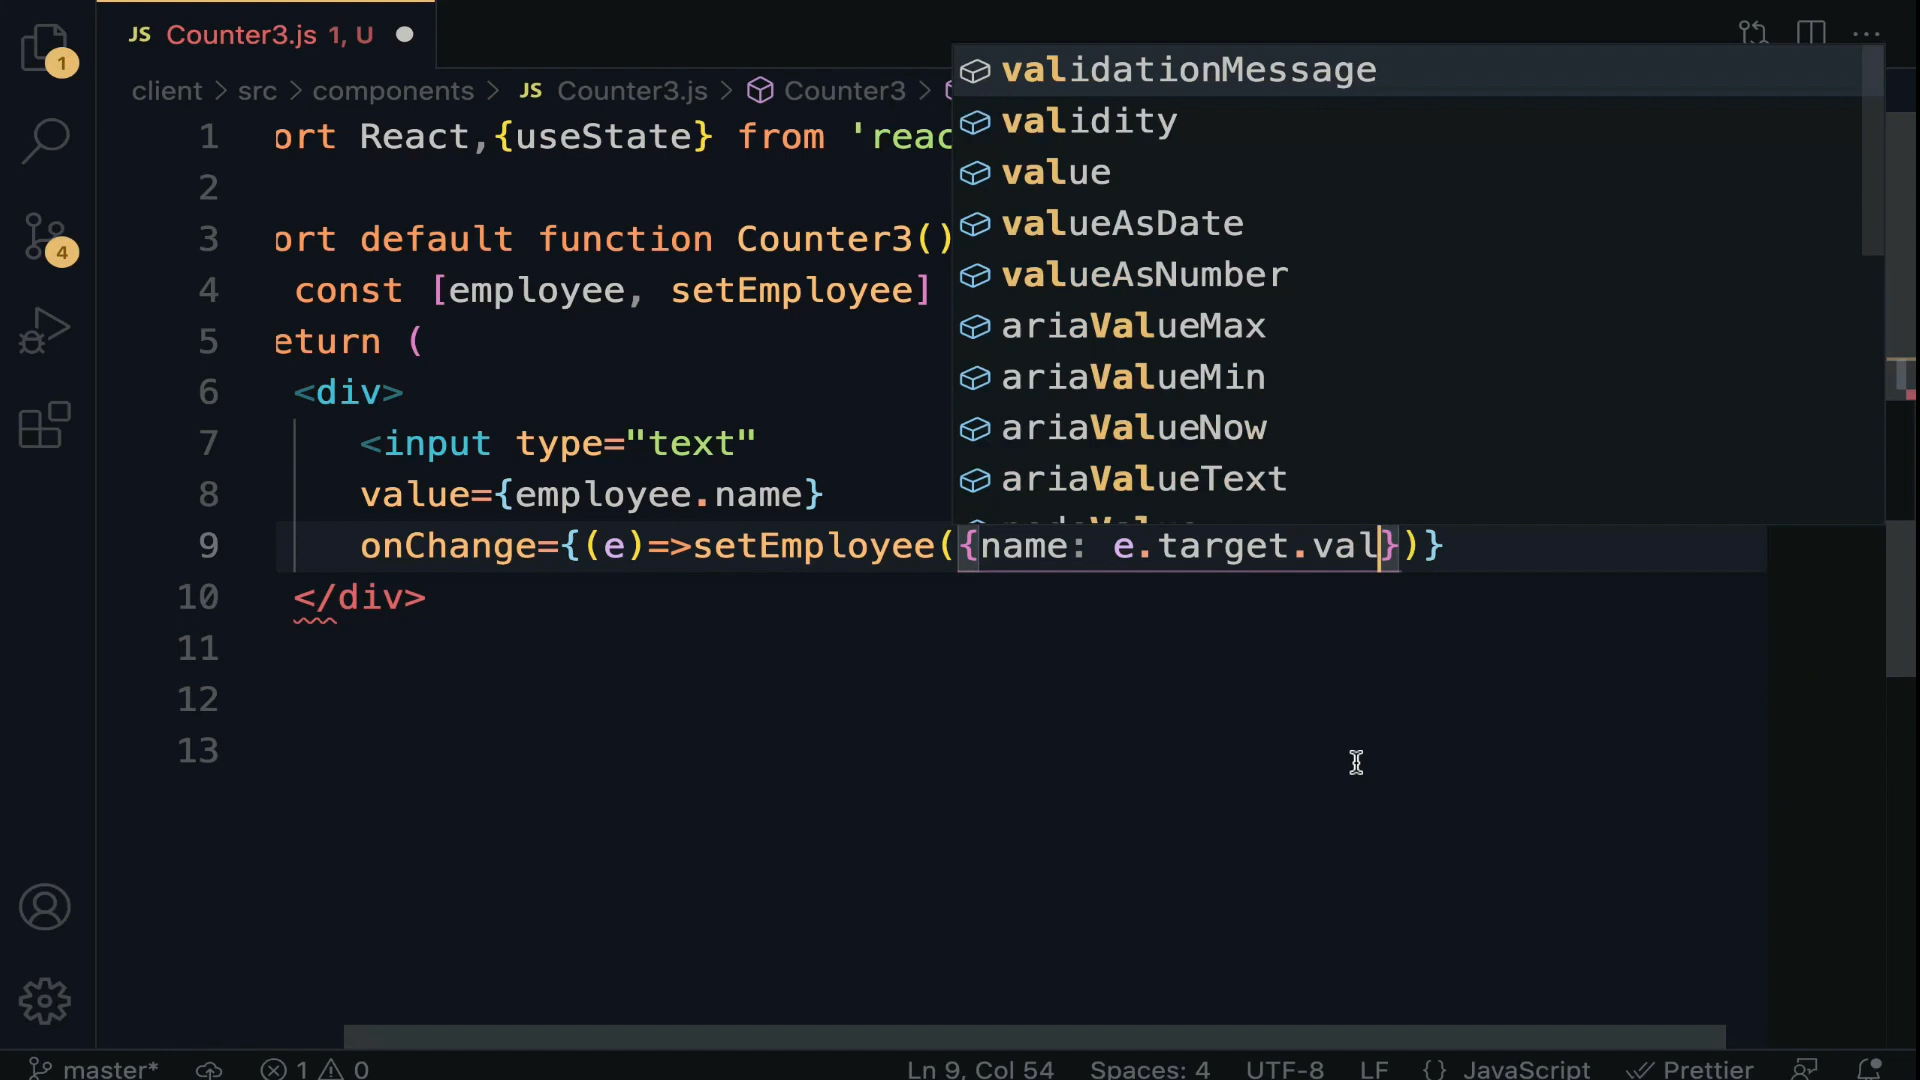 JS Counter3.js 1, U
1
client > src > components > JS Counter3.js > Counter3 >
1 ort React,{useState} from 'reac
2
3 ort default function Counter3()
4 const [employee, setEmployee]
5 eturn (
6 <div>
7 <input type="text"
8 value={employee.name}
9 onChange={(e)=>setEmployee({name: e.target.val})}
10 </div>
11
12
13
validationMessage
validity
value
valueAsDate
valueAsNumber
ariaValueMax
ariaValueMin
ariaValueNow
ariaValueText
4
master* 1 0 Ln 9, Col 54 Spaces: 4 UTF-8 LF {} JavaScript Prettier